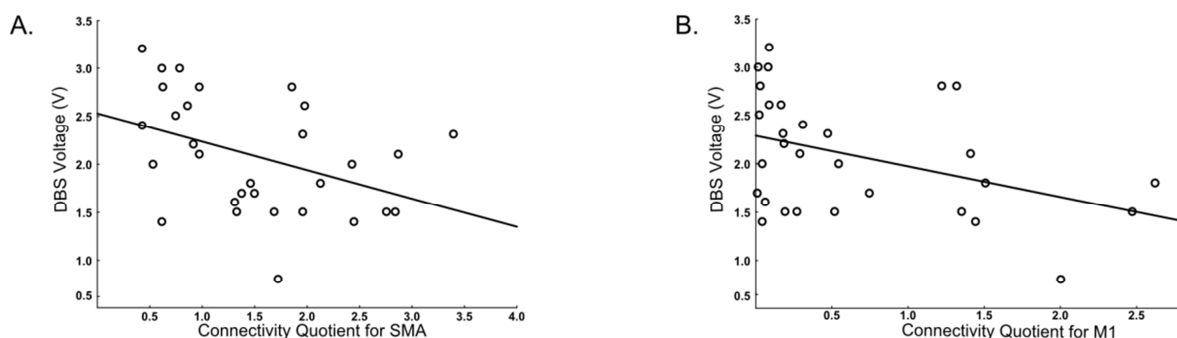 A.
3.5
3.0
2.5
2.0
1.5
1.0
0.5
DBS Voltage (V)
0.5 1.0 1.5 2.0 2.5 3.0 3.5 4.0
Connectivity Quotient for SMA
B.
3.5
3.0
2.5
2.0
1.5
1.0
0.5
DBS Voltage (V)
0.5 1.0 1.5 2.0 2.5
Connectivity Quotient for M1